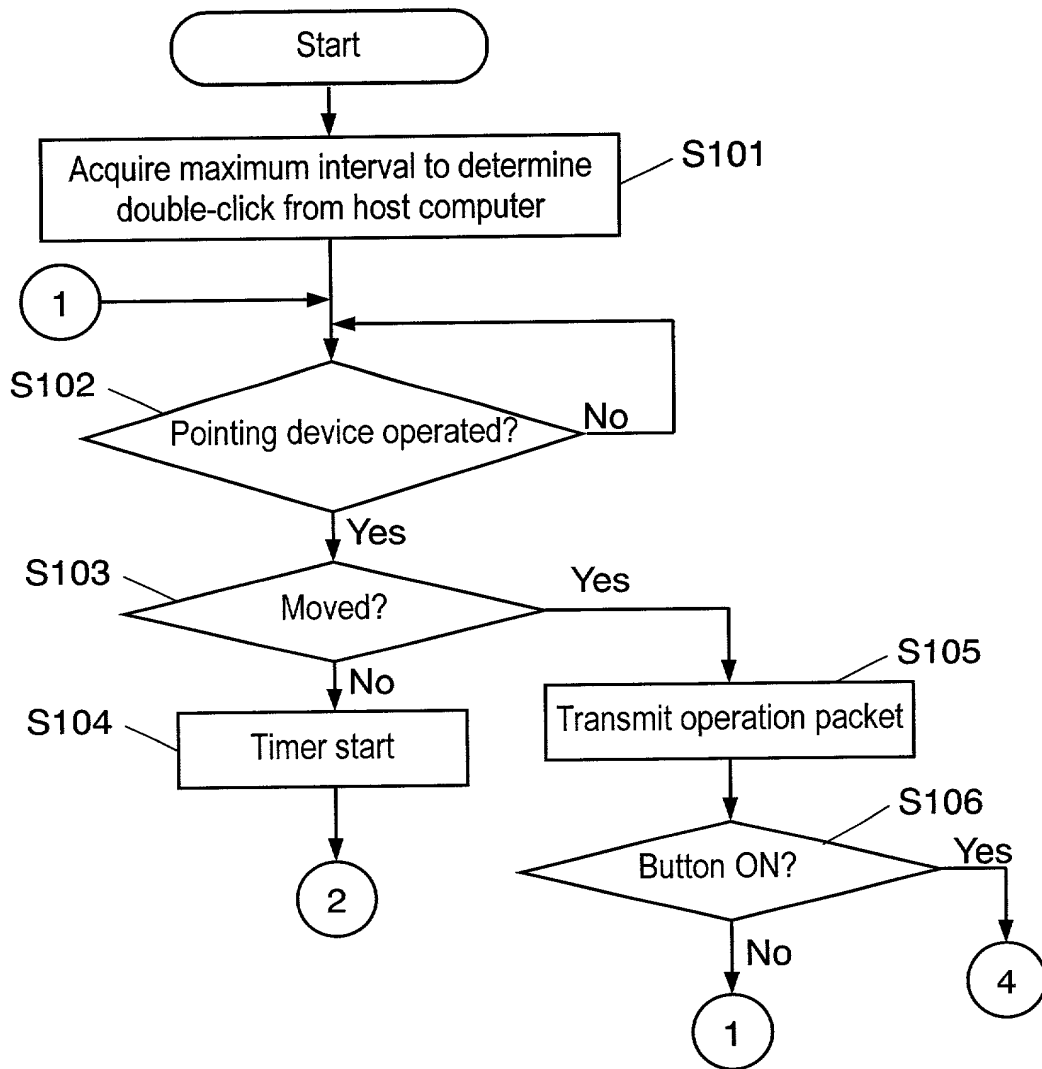 Start
Acquire maximum interval to determine
double-click from host computer
S101
1
S102
Pointing device operated?
No
Yes
S103
Moved?
Yes
No
S104
Timer start
S105
Transmit operation packet
S106
Button ON?
Yes
2
No
4
1